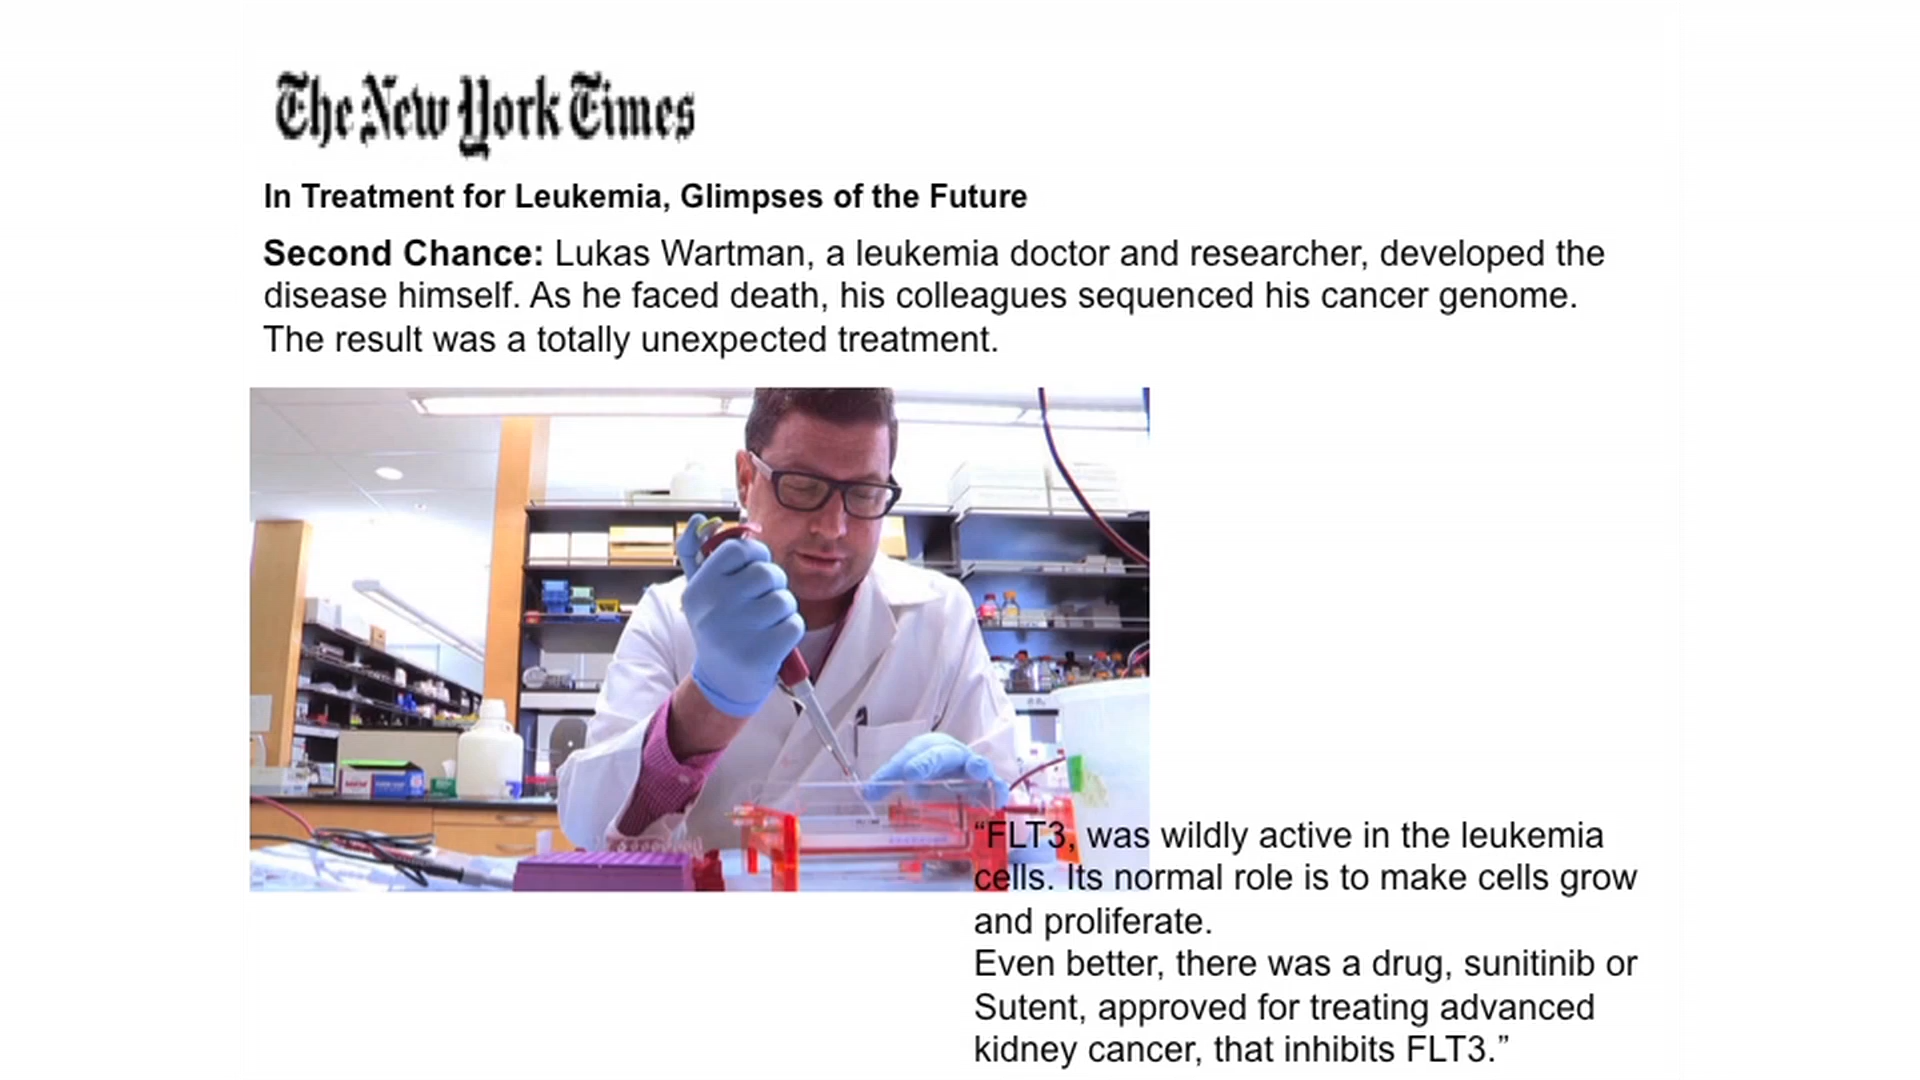 The New York Times
In Treatment for Leukemia, Glimpses of the Future
Second Chance: Lukas Wartman, a leukemia doctor and researcher, developed the
disease himself. As he faced death, his colleagues sequenced his cancer genome.
The result was a totally unexpected treatment.
“FLT3, was wildly active in the leukemia
cells. Its normal role is to make cells grow
and proliferate.
Even better, there was a drug, sunitinib or
Sutent, approved for treating advanced
kidney cancer, that inhibits FLT3.”